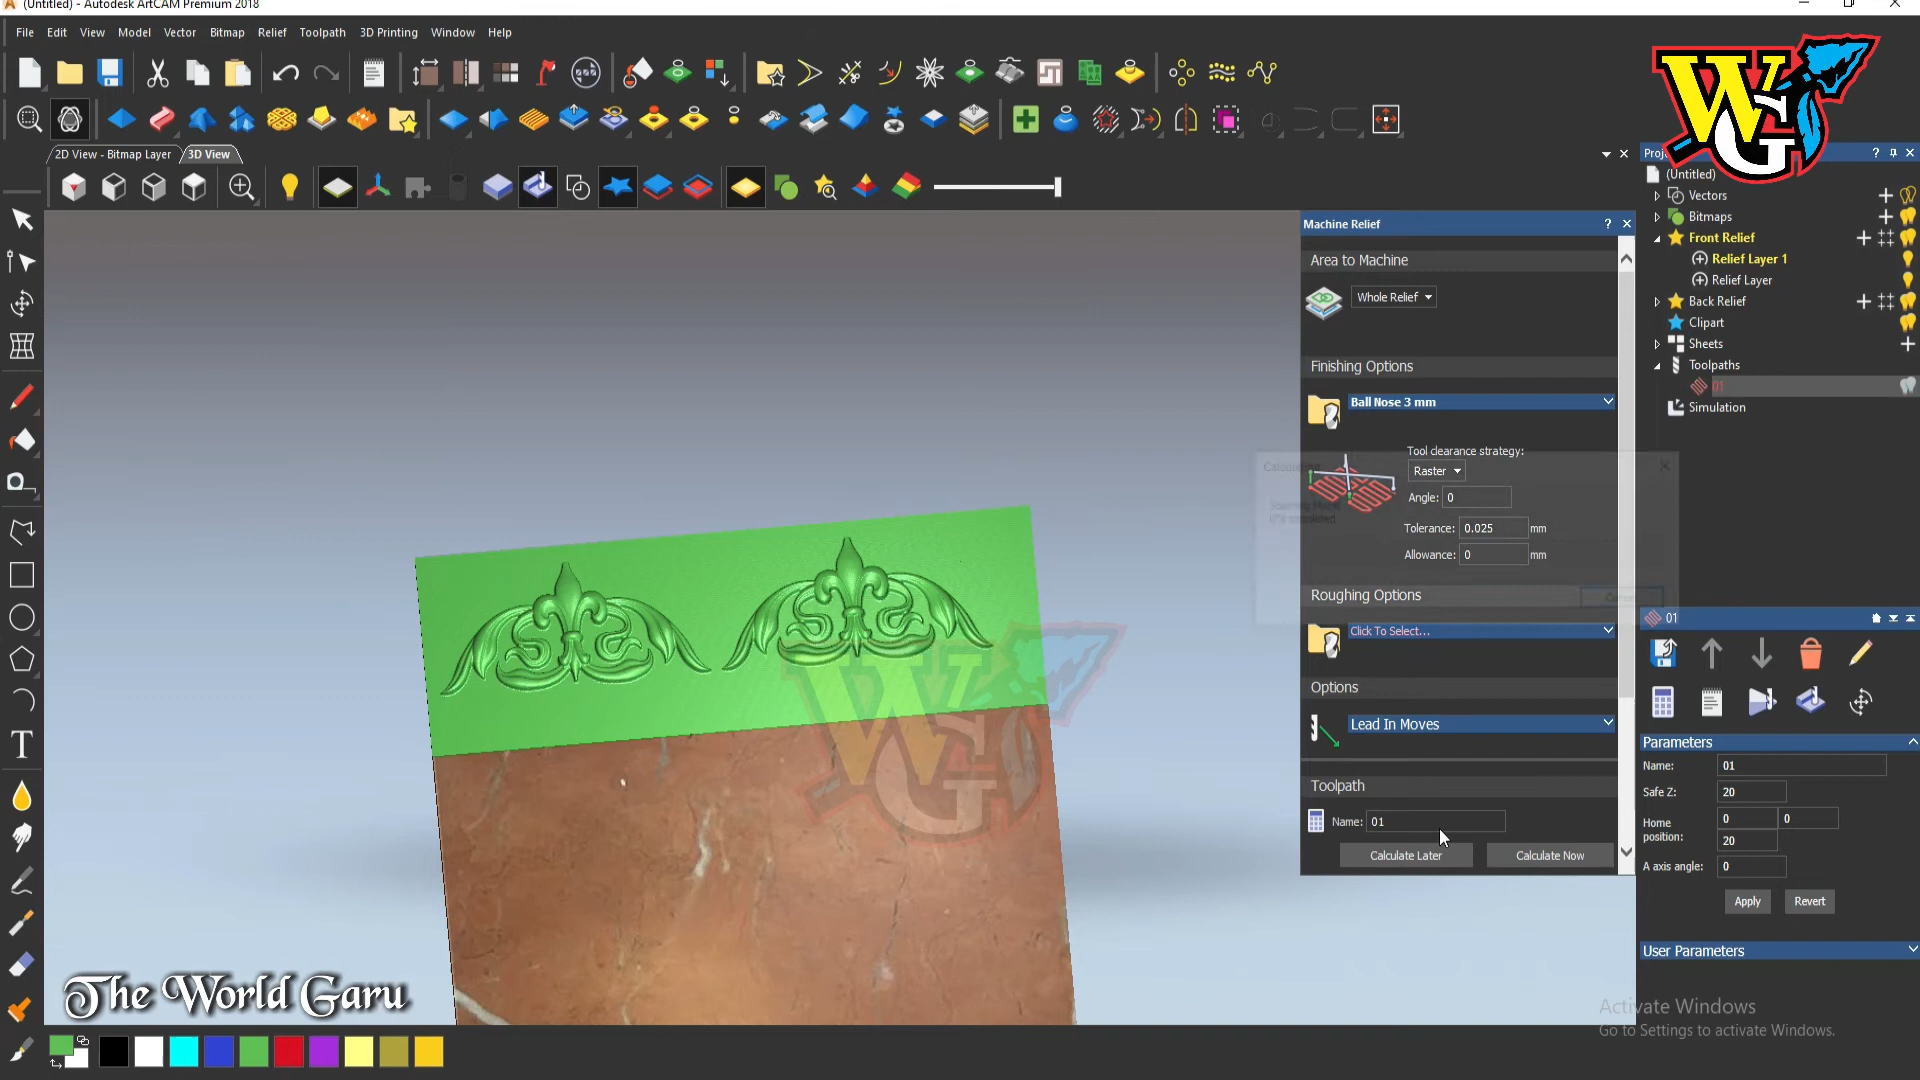 (Untitled) - Autodesk ArtCAM Premium 2018
File Edit View Model Vector Bitmap Relief Toolpath 3D Printing Window Help
2D View - Bitmap Layer 3D View
WG
Machine Relief
Area to Machine
Whole Relief
Finishing Options
Ball Nose 3 mm
Tool clearance strategy:
Raster
Angle: 0
Tolerance: 0.025 mm
Allowance: 0 mm
Roughing Options
Click To Select...
Options
Lead In Moves
Toolpath
Name: 01
Calculate Later Calculate Now
(Untitled)
Vectors
Bitmaps
Front Relief
Relief Layer 1
Relief Layer
Back Relief
Clipart
Sheets
Toolpaths
01
Simulation
01
Parameters
Name: 01
Safe Z: 20
Home position: 0 0
20
A axis angle: 0
Apply Revert
User Parameters
Activate Windows
Go to Settings to activate Windows.
WG
The World Garu